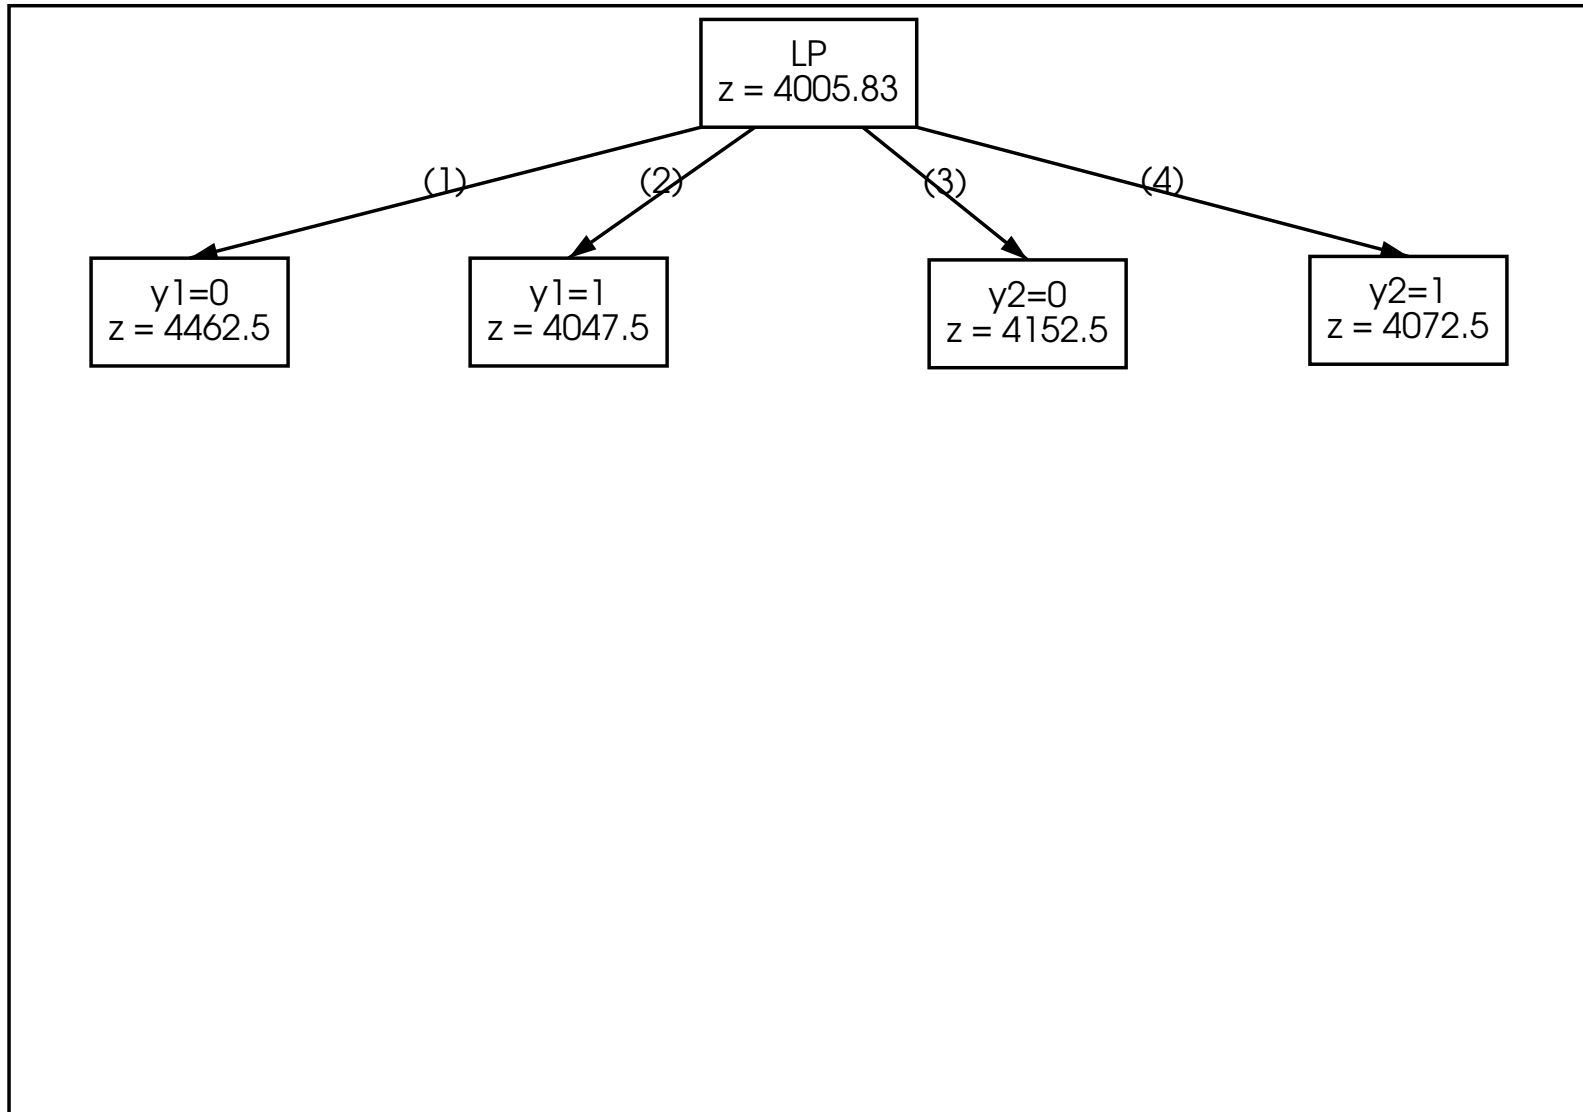 LP
z = 4005.83
(1)
(2)
(3)
(4)
y1=0
z = 4462.5
y1=1
z = 4047.5
y2=0
z = 4152.5
y2=1
z = 4072.5